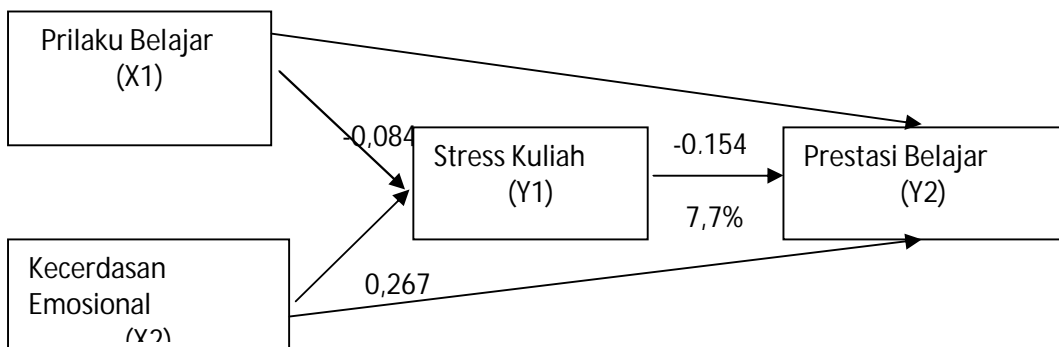 Prilaku Belajar
(X1)
-0,084
Stress Kuliah
(Y1)
-0.154
7,7%
Prestasi Belajar
(Y2)
Kecerdasan
Emosional
(X2)
0,267